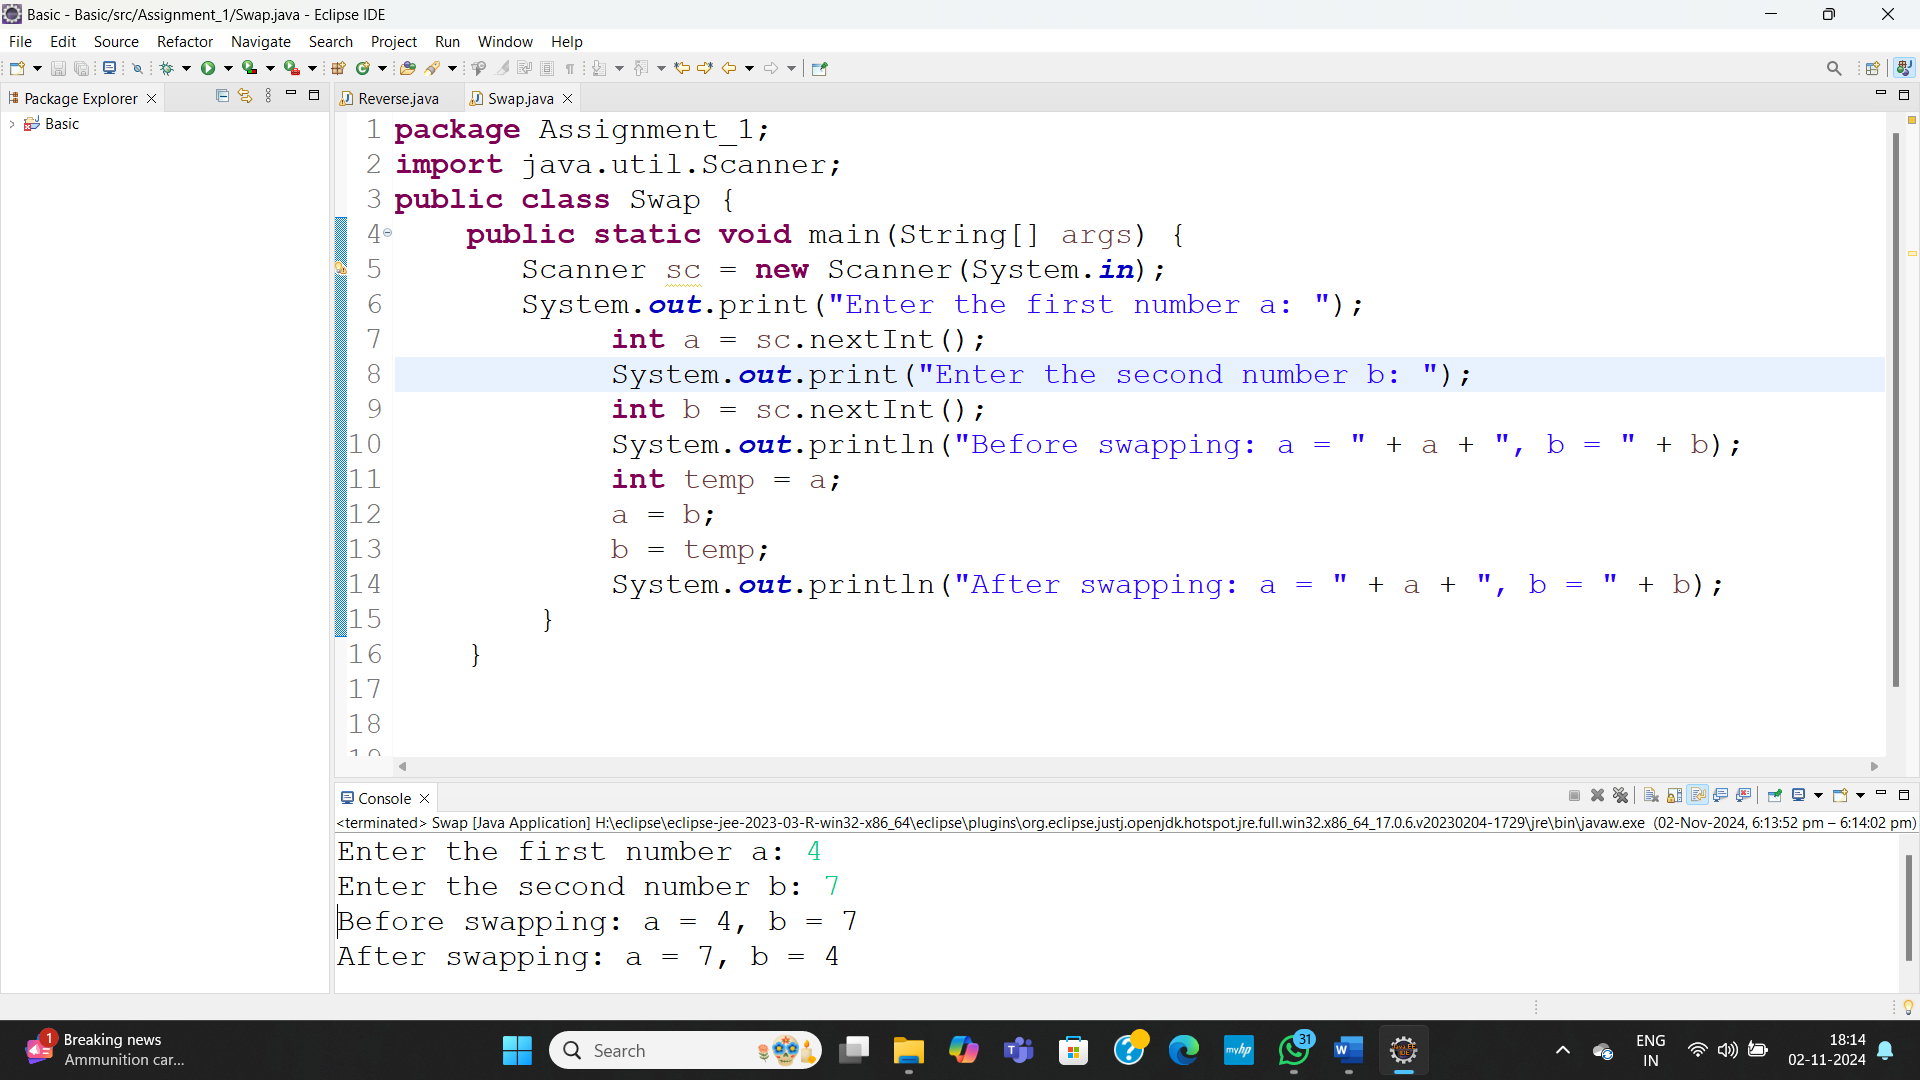 Basic - Basic/src/Assignment_1/Swap.java - Eclipse IDE
File Edit Source Refactor Navigate Search Project Run Window Help
Package Explorer
Reverse.java Swap.java
Basic
1 package Assignment_1;
2 import java.util.Scanner;
3 public class Swap {
4 public static void main(String[] args) {
5 Scanner sc = new Scanner(System.in);
6 System.out.print("Enter the first number a: ");
7 int a = sc.nextInt();
8 System.out.print("Enter the second number b: ");
9 int b = sc.nextInt();
10 System.out.println("Before swapping: a = " + a + ", b = " + b);
11 int temp = a;
12 a = b;
13 b = temp;
14 System.out.println("After swapping: a = " + a + ", b = " + b);
15 }
16 }
17
18
Console
<terminated> Swap [Java Application] H:\eclipse\eclipse-jee-2023-03-R-win32-x86_64\eclipse\plugins\org.eclipse.justj.openjdk.hotspot.jre.full.win32.x86_64_17.0.6.v20230204-1729\jre\bin\javaw.exe (02-Nov-2024, 6:13:52 pm – 6:14:02 pm)
Enter the first number a: 4
Enter the second number b: 7
Before swapping: a = 4, b = 7
After swapping: a = 7, b = 4
1
Breaking news
Ammunition car...
Search
myhp
31
ENG
IN
18:14
02-11-2024